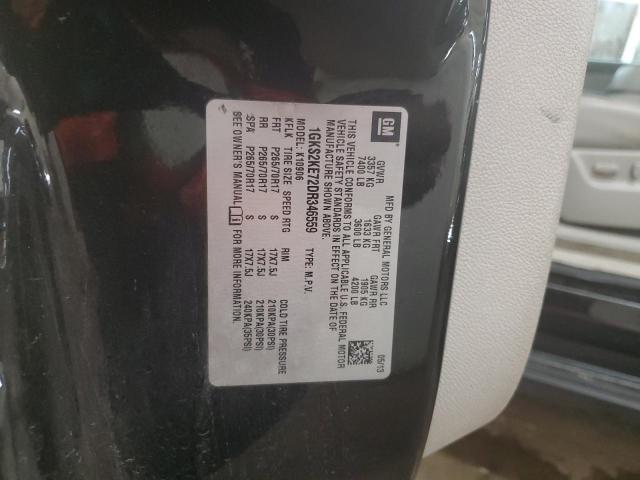 GM
MFD BY GENERAL MOTORS LLC
05/13
GVWR GAWR FRT GAWR RR
3357 KG 1633 KG 1905 KG
7400 LB 3600 LB 4200 LB
THIS VEHICLE CONFORMS TO ALL APPLICABLE U.S. FEDERAL MOTOR
VEHICLE SAFETY STANDARDS IN EFFECT ON THE DATE OF
MANUFACTURE SHOWN ABOVE.
1GKS2KE72DR346559 TYPE: M.P.V.
MODEL: K10906
KFLK TIRE SIZE SPEED RTG RIM COLD TIRE PRESSURE
FRT P265/70R17 S 17X7.5J 210KPA(30PSI)
RR P265/70R17 S 17X7.5J 210KPA(30PSI)
SPA P265/70R17 S 17X7.5J 240KPA(35PSI)
SEE OWNER'S MANUAL FOR MORE INFORMATION.